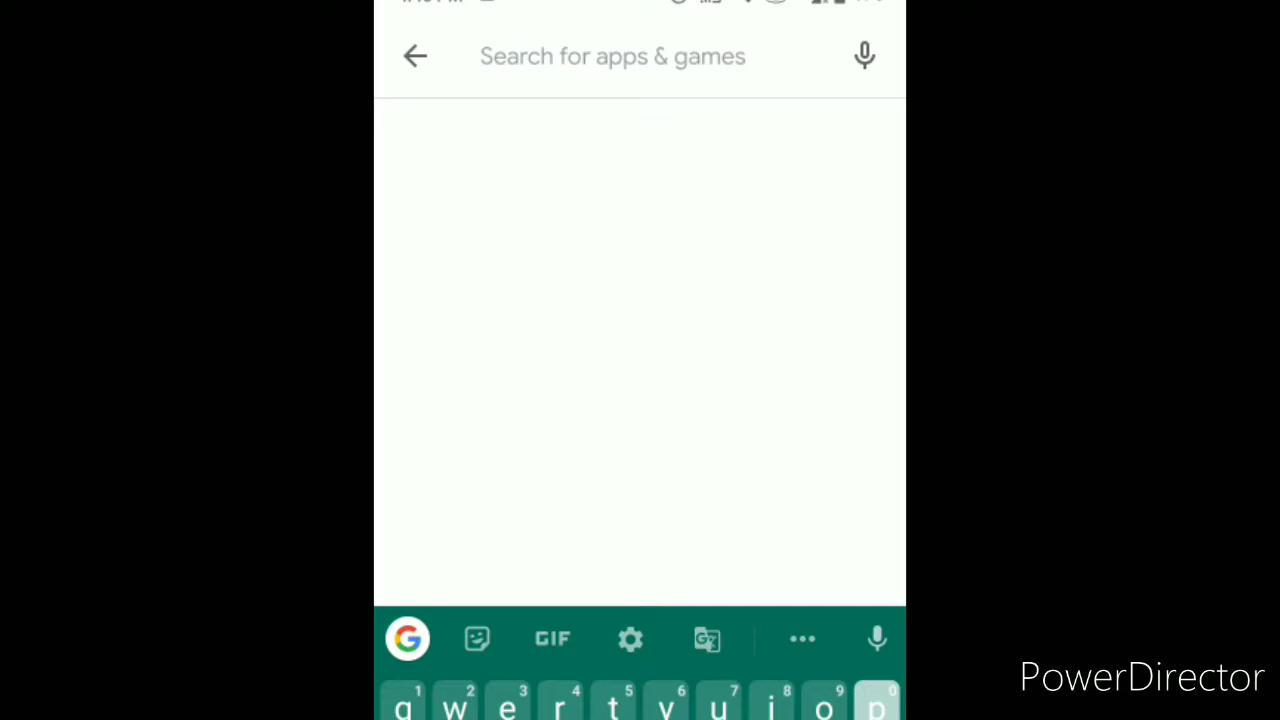 Search for apps & games
G
GIF
G
1 2 3 4 5 6 7 8 9 0
q w e r t y u i o p
PowerDirector